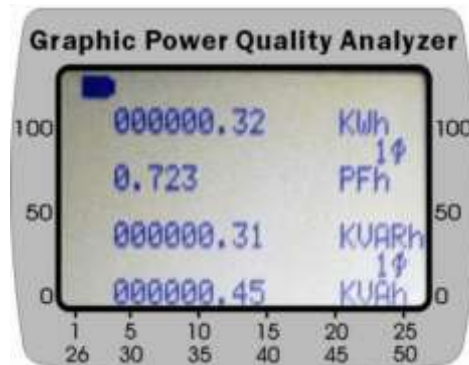 Graphic Power Quality Analyzer
000000.32 KWh
100 100
1φ
0.723 PFh
50 50
000000.31 KVARh
1φ
0 000000.45 KVAh 0
1 5 10 15 20 25
26 30 35 40 45 50